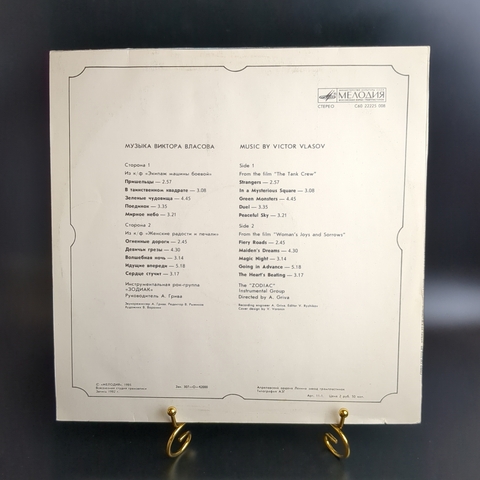 МЕЛОДИЯ
СТЕРЕО
МУЗЫКА ВИКТОРА ВЛАСОВА
Сторона 1
Из к/ф «Экипаж машины боевой»
Пришельцы — 2.57
В таинственном квадрате — 3.08
Зеленые чудовища — 4.45
Поединок — 3.35
Мирное небо — 3.21
Сторона 2
Из к/ф «Женские радости и печали»
Огненные дороги — 2.45
Девичьи грезы — 4.30
Волшебная ночь — 3.14
Идущие впереди — 5.18
Сердце стучит — 3.17
Инструментальная рок-группа
«ЗОДИАК»
Руководитель А. Грива
MUSIC BY VICTOR VLASOV
Side 1
From the film "The Tank Crew"
Strangers — 2.57
In a Mysterious Square — 3.08
Green Monsters — 4.45
Duel — 3.35
Peaceful Sky — 3.21
Side 2
From the film "Woman's Joys and Sorrows"
Fiery Roads — 2.45
Maiden's Dreams — 4.30
Magic Night — 3.14
Going in Advance — 5.18
The Heart's Beating — 3.17
The "ZODIAC"
Instrumental Group
Directed by A. Griva